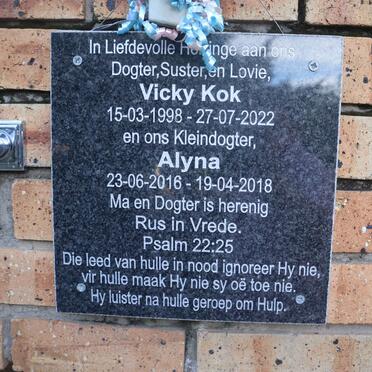 In Liefdevolle Herringe aan ons
Dogter,Suster,en Lovie,
Vicky Kok
15-03-1998 - 27-07-2022
en ons Kleindogter,
Alyna
23-06-2016 - 19-04-2018
Ma en Dogter is herenig
Rus in Vrede.
Psalm 22:25
Die leed van hulle in nood ignoreer Hy nie,
vir hulle maak Hy nie sy oë toe nie.
Hy luister na hulle geroep om Hulp.